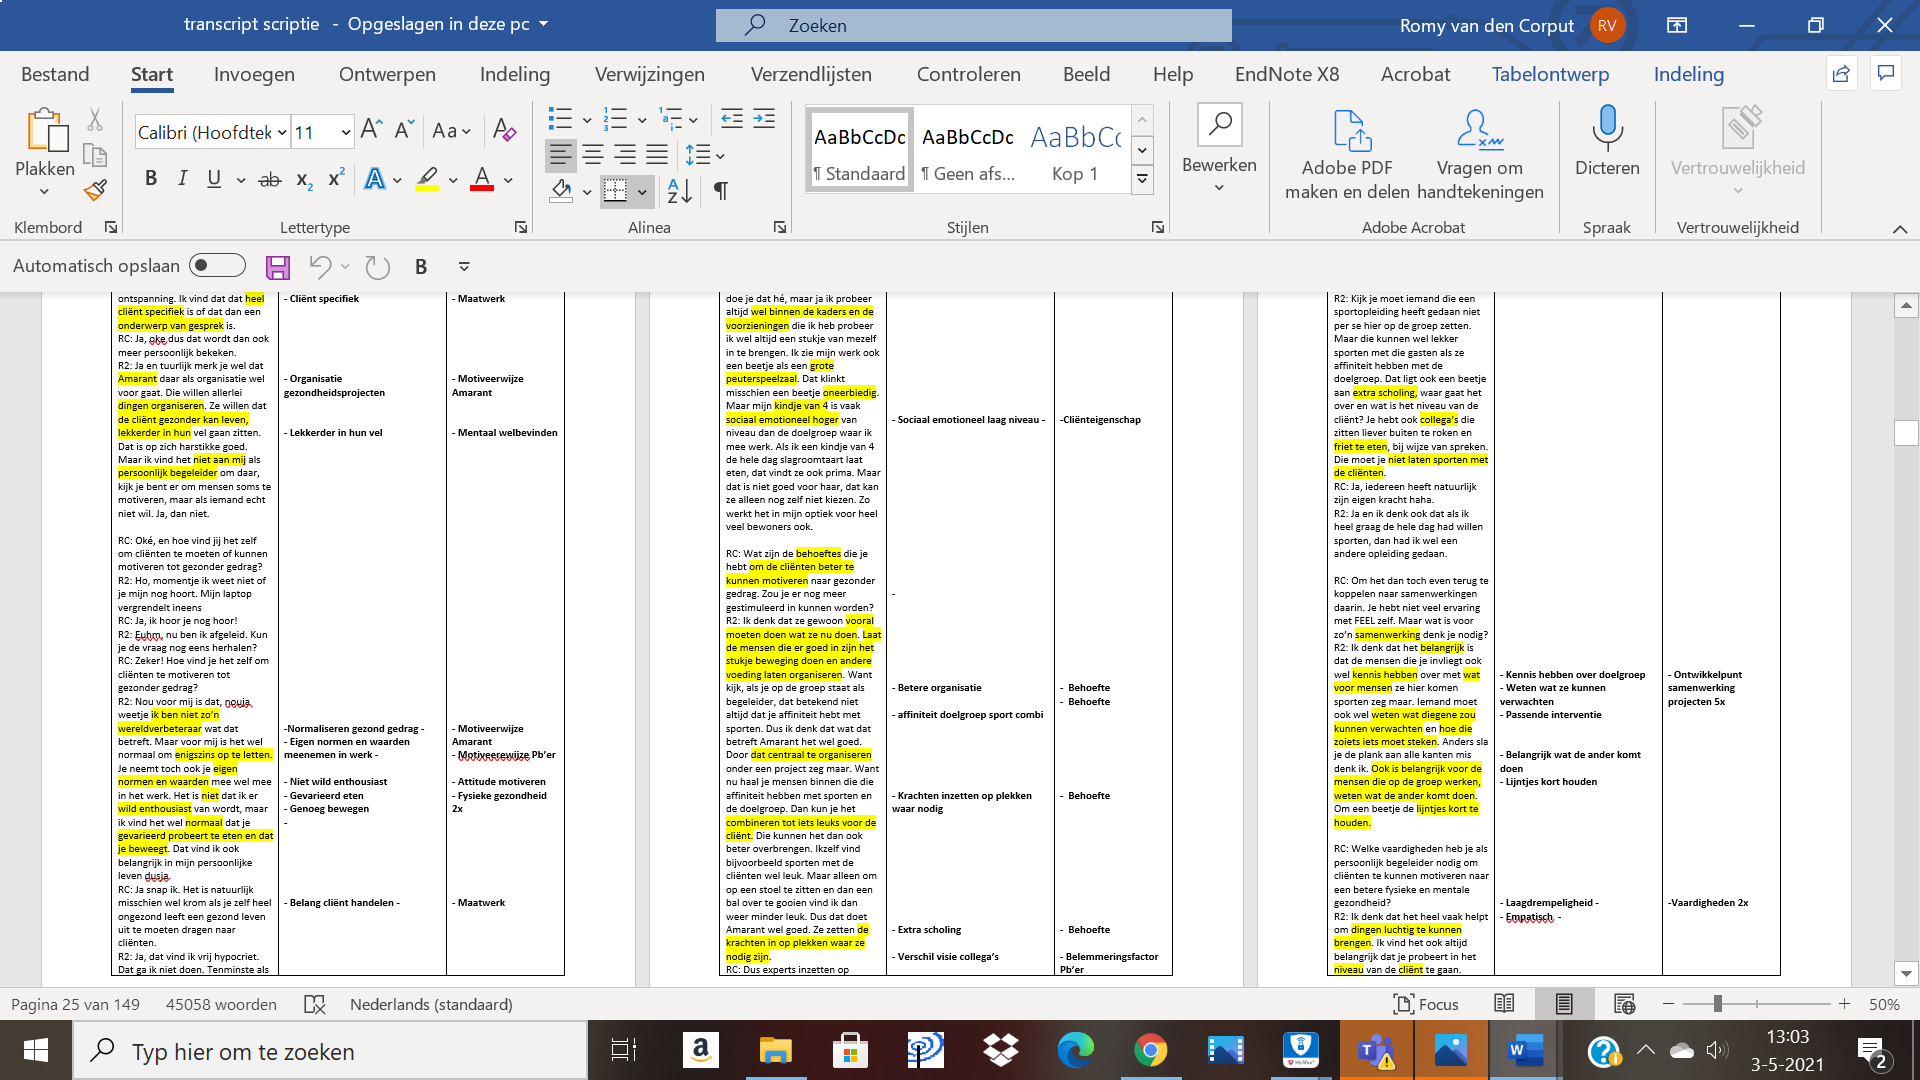 transcript scriptie - Opgeslagen in deze pc
Zoeken
Romy van den Corput
RV
Bestand
Start
Invoegen
Ontwerpen
Indeling
Verwijzingen
Verzendlijsten
Controleren
Beeld
Help
EndNote X8
Acrobat
Tabelontwerp
Indeling
Plakken
Klembord
Calibri (Hoofdtek
11
Lettertype
Alinea
AaBbCcDc
¶ Standaard
AaBbCcDc
¶ Geen afs...
AaBbCc
Kop 1
Stijlen
Bewerken
Adobe PDF
maken en delen
Vragen om
handtekeningen
Adobe Acrobat
Dicteren
Spraak
Vertrouwelijkheid
Vertrouwelijkheid
Automatisch opslaan
B
ontspanning. Ik vind dat dat heel
cliënt specifiek is of dat dan een
onderwerp van gesprek is.
RC: Ja, oke dus dat wordt dan ook
meer persoonlijk bekeken.
R2: Ja en tuurlijk merk je wel dat
Amarant daar als organisatie wel
voor gaat. Die willen allerlei
dingen organiseren. Ze willen dat
de cliënt gezonder kan leven,
lekkerder in hun vel gaan zitten.
Dat is op zich harstikke goed.
Maar ik vind het niet aan mij als
persoonlijk begeleider om daar,
kijk je bent er om mensen soms te
motiveren, maar als iemand echt
niet wil. Ja, dan niet.
RC: Oké, en hoe vind jij het zelf
om cliënten te moeten of kunnen
motiveren tot gezonder gedrag?
R2: Ho, momentje ik weet niet of
je mijn nog hoort. Mijn laptop
vergrendelt ineens
RC: Ja, ik hoor je nog hoor!
R2: Euhm, nu ben ik afgeleid. Kun
je de vraag nog eens herhalen?
RC: Zeker! Hoe vind je het zelf om
cliënten te motiveren tot
gezonder gedrag?
R2: Nou voor mij is dat, nouja,
weetje ik ben niet zo'n
wereldverbeteraar wat dat
betreft. Maar voor mij is het wel
normaal om enigszins op te letten.
Je neemt toch ook je eigen
normen en waarden mee wel mee
in het werk. Het is niet dat ik er
wild enthousiast van wordt, maar
ik vind het wel normaal dat je
gevarieerd probeert te eten en dat
je beweegt. Dat vind ik ook
belangrijk in mijn persoonlijke
leven dusja.
RC: Ja snap ik. Het is natuurlijk
misschien wel krom als je zelf heel
ongezond leeft een gezond leven
uit te moeten dragen naar
cliënten.
R2: Ja, dat vind ik vrij hypocriet.
Dat ga ik niet doen. Tenminste als
- Cliënt specifiek
- Organisatie
gezondheidsprojecten
- Lekkerder in hun vel
-Normaliseren gezond gedrag -
- Eigen normen en waarden
meenemen in werk -
- Niet wild enthousiast
- Gevarieerd eten
- Genoeg bewegen
-
- Belang cliënt handelen -
- Maatwerk
- Motiveerwijze
Amarant
- Mentaal welbevinden
- Motiveerwijze
Amarant
- Motiveerwijze Pb'er
- Attitude motiveren
- Fysieke gezondheid
2x
- Maatwerk
doe je dat hé, maar ja ik probeer
altijd wel binnen de kaders en de
voorzieningen die ik heb probeer
ik wel altijd een stukje van mezelf
in te brengen. Ik zie mijn werk ook
een beetje als een grote
peuterspeelzaal. Dat klinkt
misschien een beetje oneerbiedig.
Maar mijn kindje van 4 is vaak
sociaal emotioneel hoger van
niveau dan de doelgroep waar ik
mee werk. Als ik een kindje van 4
de hele dag slagroomtaart laat
eten, dat vindt ze ook prima. Maar
dat is niet goed voor haar, dat kan
ze alleen nog zelf niet kiezen. Zo
werkt het in mijn optiek voor heel
veel bewoners ook.
RC: Wat zijn de behoeftes die je
hebt om de cliënten beter te
kunnen motiveren naar gezonder
gedrag. Zou je er nog meer
gestimuleerd in kunnen worden?
R2: Ik denk dat ze gewoon vooral
moeten doen wat ze nu doen. Laat
de mensen die er goed in zijn het
stukje beweging doen en andere
voeding laten organiseren. Want
kijk, als je op de groep staat als
begeleider, dat betekend niet
altijd dat je affiniteit hebt met
sporten. Dus ik denk dat wat dat
betreft Amarant het wel goed.
Door dat centraal te organiseren
onder een project zeg maar. Want
nu haal je mensen binnen die die
affiniteit hebben met sporten en
de doelgroep. Dan kun je het
combineren tot iets leuks voor de
cliënt. Die kunnen het dan ook
beter overbrengen. Ikzelf vind
bijvoorbeeld sporten met de
cliënten wel leuk. Maar alleen om
op een stoel te zitten en dan een
bal over te gooien vind ik dan
weer minder leuk. Dus dat doet
Amarant wel goed. Ze zetten de
krachten in op plekken waar ze
nodig zijn.
RC: Dus experts inzetten op
- Sociaal emotioneel laag niveau -
-
- Betere organisatie
- affiniteit doelgroep sport combi
- Krachten inzetten op plekken
waar nodig
- Extra scholing
- Verschil visie collega's
-Cliënteigenschap
- Behoefte
- Behoefte
- Behoefte
- Behoefte
- Belemmeringsfactor
Pb'er
R2: Kijk je moet iemand die een
sportopleiding heeft gedaan niet
per se hier op de groep zetten.
Maar die kunnen wel lekker
sporten met die gasten als ze
affiniteit hebben met de
doelgroep. Dat ligt ook een beetje
aan extra scholing, waar gaat het
over en wat is het niveau van de
cliënt? Je hebt ook collega's die
zitten liever buiten te roken en
friet te eten, bij wijze van spreken.
Die moet je niet laten sporten met
de cliënten.
RC: Ja, iedereen heeft natuurlijk
zijn eigen kracht haha.
R2: Ja en ik denk ook dat als ik
heel graag de hele dag had willen
sporten, dan had ik wel een
andere opleiding gedaan.
RC: Om het dan toch even terug te
koppelen naar samenwerkingen
daarin. Je hebt niet veel ervaring
met FEEL zelf. Maar wat is voor
zo'n samenwerking denk je nodig?
R2: Ik denk dat het belangrijk is
dat de mensen die je invliegt ook
wel kennis hebben over met wat
voor mensen ze hier komen
sporten zeg maar. Iemand moet
ook wel weten wat diegene zou
kunnen verwachten en hoe die
zoiets iets moet steken. Anders sla
je de plank aan alle kanten mis
denk ik. Ook is belangrijk voor de
mensen die op de groep werken,
weten wat de ander komt doen.
Om een beetje de lijntjes kort te
houden.
RC: Welke vaardigheden heb je als
persoonlijk begeleider nodig om
cliënten te kunnen motiveren naar
een betere fysieke en mentale
gezondheid?
R2: Ik denk dat het heel vaak helpt
om dingen luchtig te kunnen
brengen. Ik vind het ook altijd
belangrijk dat je probeert in het
niveau van de cliënt te gaan.
- Kennis hebben over doelgroep
- Weten wat ze kunnen
verwachten
- Passende interventie
- Belangrijk wat de ander komt
doen
- Lijntjes kort houden
- Laagdrempeligheid -
- Empatisch -
- Ontwikkelpunt
samenwerking
projecten 5x
-Vaardigheden 2x
Pagina 25 van 149
45058 woorden
Nederlands (standaard)
Focus
50%
Typ hier om te zoeken
13:03
3-5-2021
2